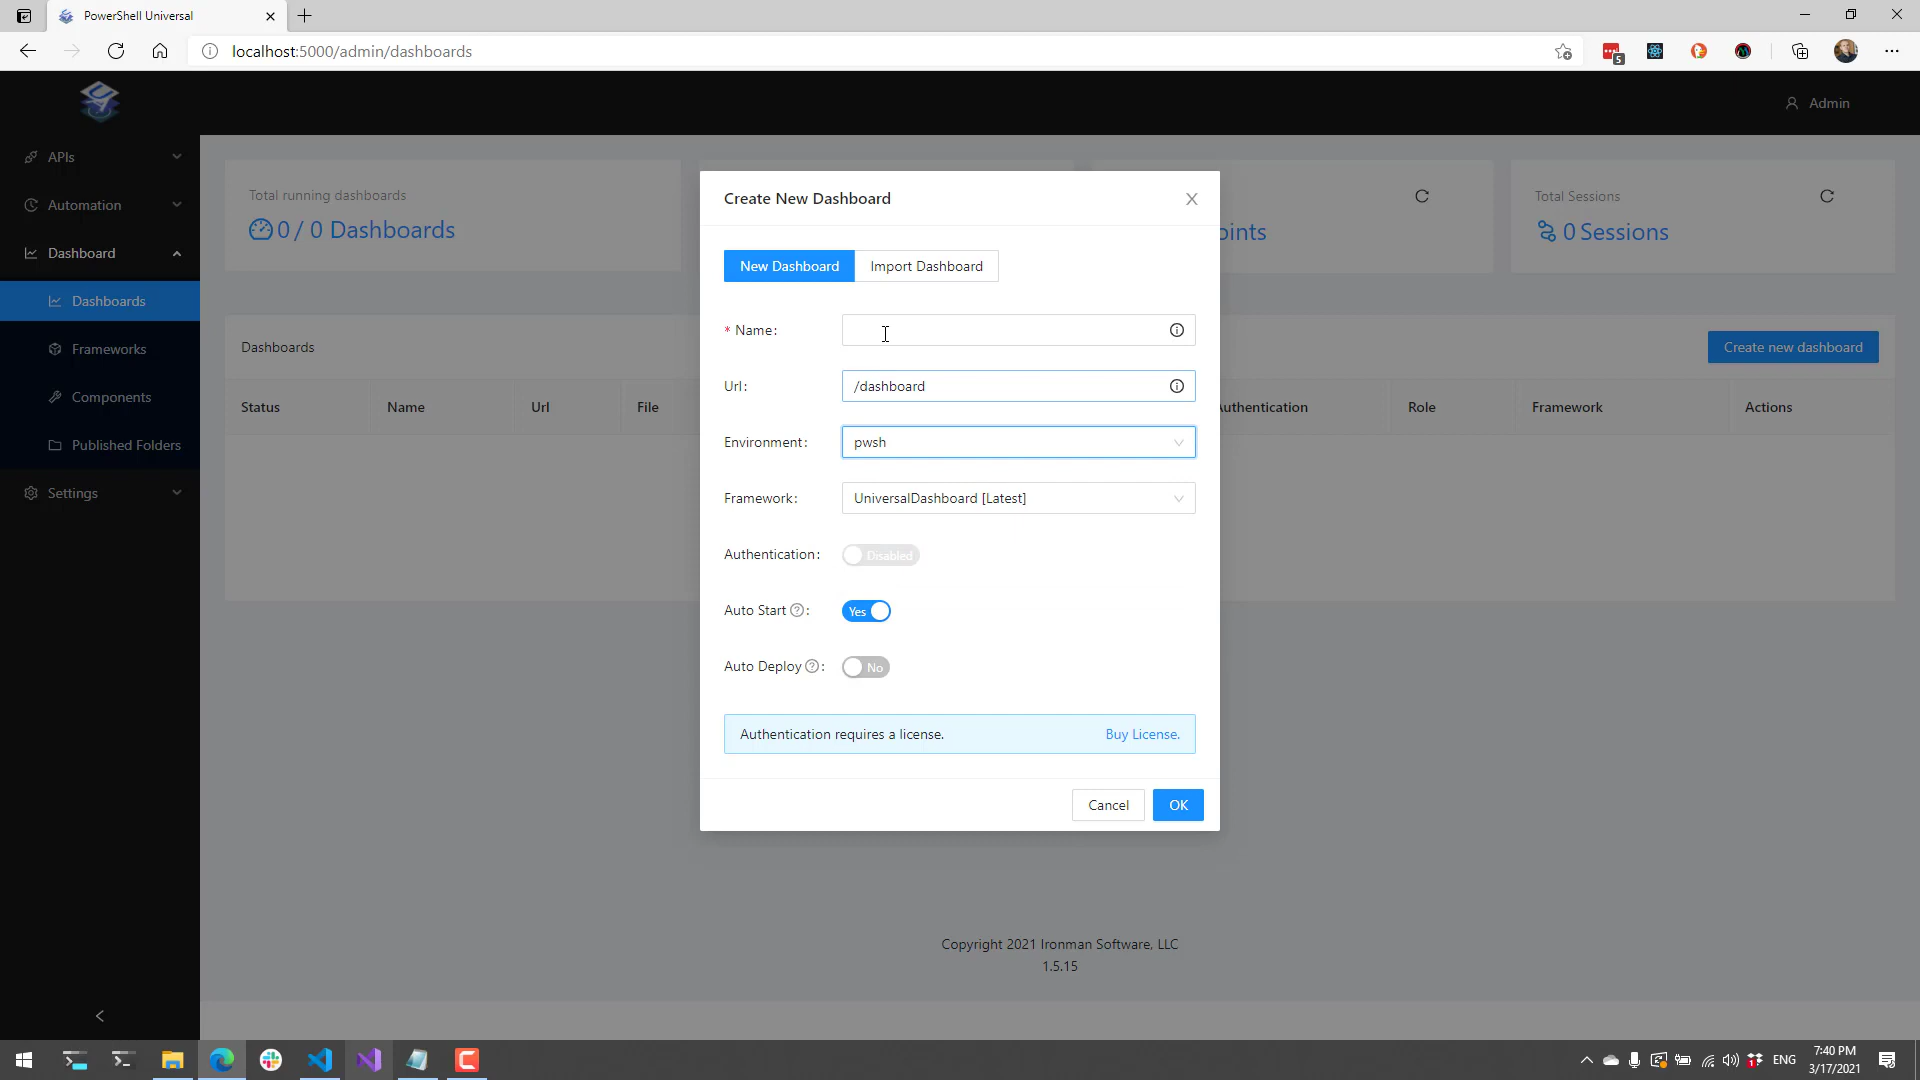 PowerShell Universal
localhost:5000/admin/dashboards
5
Admin
APIs
Automation
Dashboard
Dashboards
Frameworks
Components
Published Folders
Settings
Total running dashboards
0 / 0 Dashboards
oints
Total Sessions
0 Sessions
Dashboards
Create new dashboard
Status Name Url File uthentication Role Framework Actions
Create New Dashboard
New Dashboard Import Dashboard
* Name:
Url: /dashboard
Environment: pwsh
Framework: UniversalDashboard [Latest]
Authentication: Disabled
Auto Start ? : Yes
Auto Deploy ? : No
Authentication requires a license. Buy License.
Cancel OK
Copyright 2021 Ironman Software, LLC
1.5.15
ENG
7:40 PM
3/17/2021